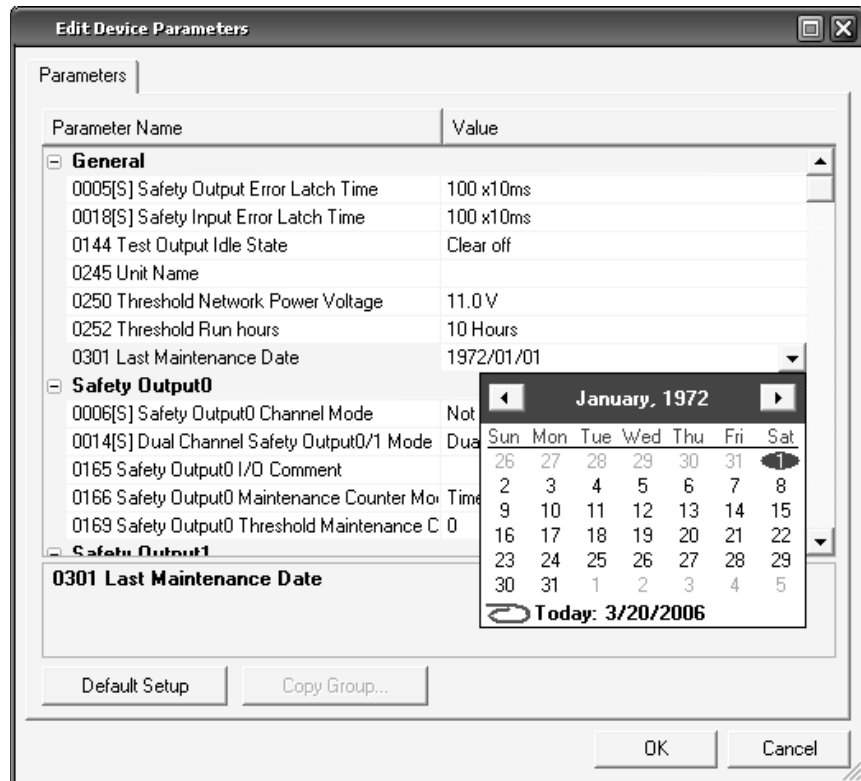 Edit Device Parameters
Parameters
Parameter Name Value
General
0005[S] Safety Output Error Latch Time 100 x10ms
0018[S] Safety Input Error Latch Time 100 x10ms
0144 Test Output Idle State Clear off
0245 Unit Name
0250 Threshold Network Power Voltage 11.0 V
0252 Threshold Run hours 10 Hours
0301 Last Maintenance Date 1972/01/01
Safety Output0
0006[S] Safety Output0 Channel Mode Not
0014[S] Dual Channel Safety Output0/1 Mode Dua
0165 Safety Output0 I/O Comment
0166 Safety Output0 Maintenance Counter Mo Time
0169 Safety Output0 Threshold Maintenance C 0
Safety Output1
January, 1972
Sun Mon Tue Wed Thu Fri Sat
26 27 28 29 30 31 1
2 3 4 5 6 7 8
9 10 11 12 13 14 15
16 17 18 19 20 21 22
23 24 25 26 27 28 29
30 31 1 2 3 4 5
Today: 3/20/2006
0301 Last Maintenance Date
Default Setup Copy Group...
OK Cancel